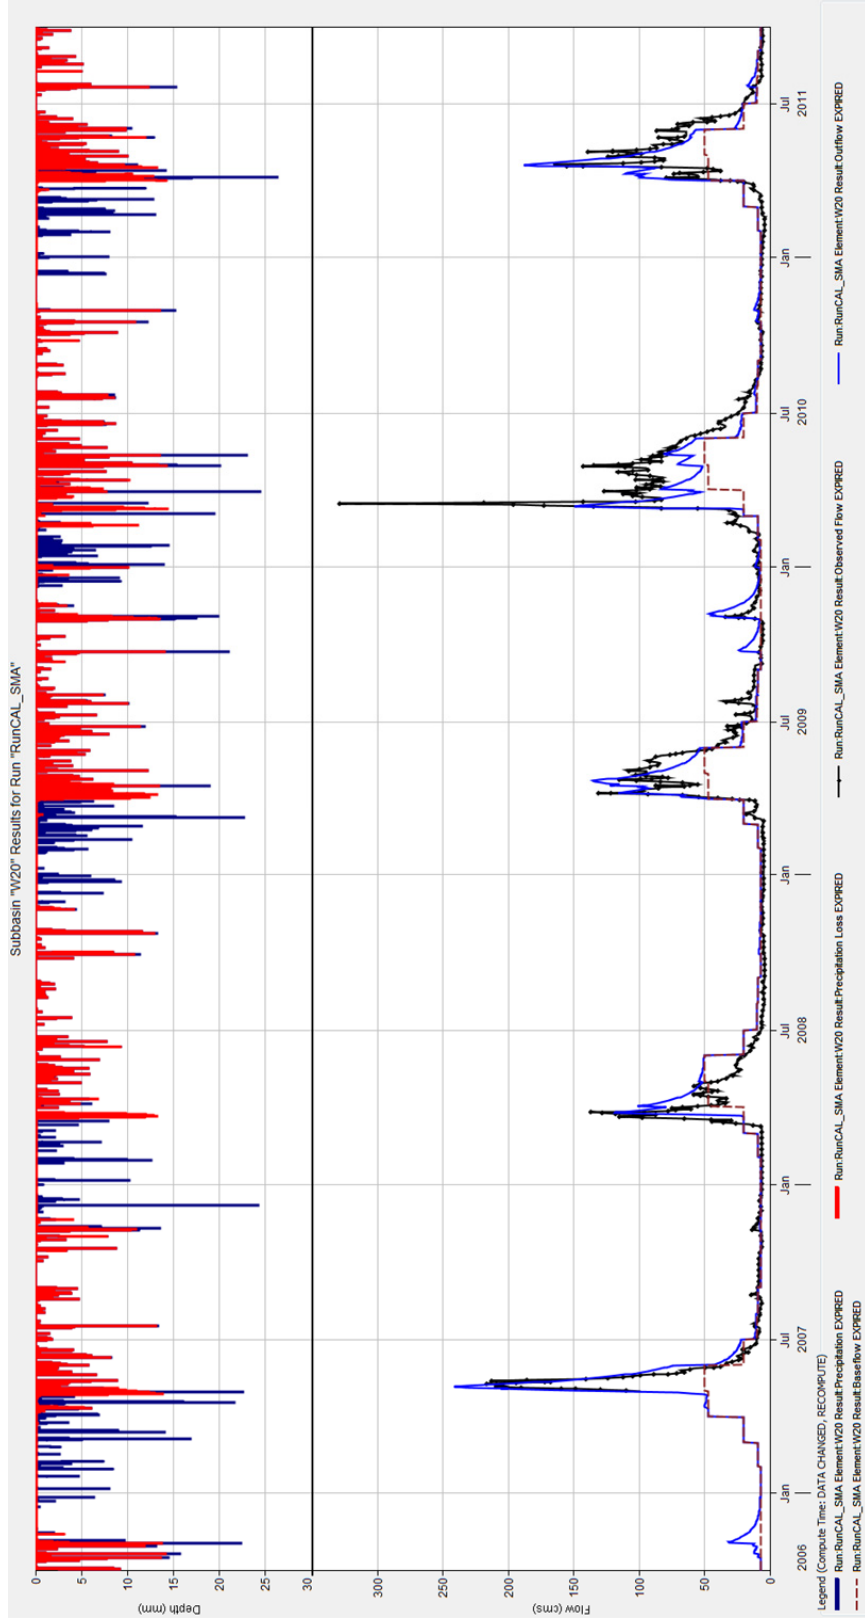 Subbasin "W20" Results for Run "RunCAL_SMA"
Depth (mm)
0
5
10
15
20
25
30
Flow (cms)
300
250
200
150
100
50
0
2006
Jan
Jul
2007
Jan
Jul
2008
Jan
Jul
2009
Jan
Jul
2010
Jan
Jul
2011
Legend (Compute Time: DATA CHANGED, RECOMPUTE)
Run:RunCAL_SMA Element:W20 Result:Precipitation EXPIRED
Run:RunCAL_SMA Element:W20 Result:Precipitation Loss EXPIRED
Run:RunCAL_SMA Element:W20 Result:Observed Flow EXPIRED
Run:RunCAL_SMA Element:W20 Result:Outflow EXPIRED
Run:RunCAL_SMA Element:W20 Result:Baseflow EXPIRED